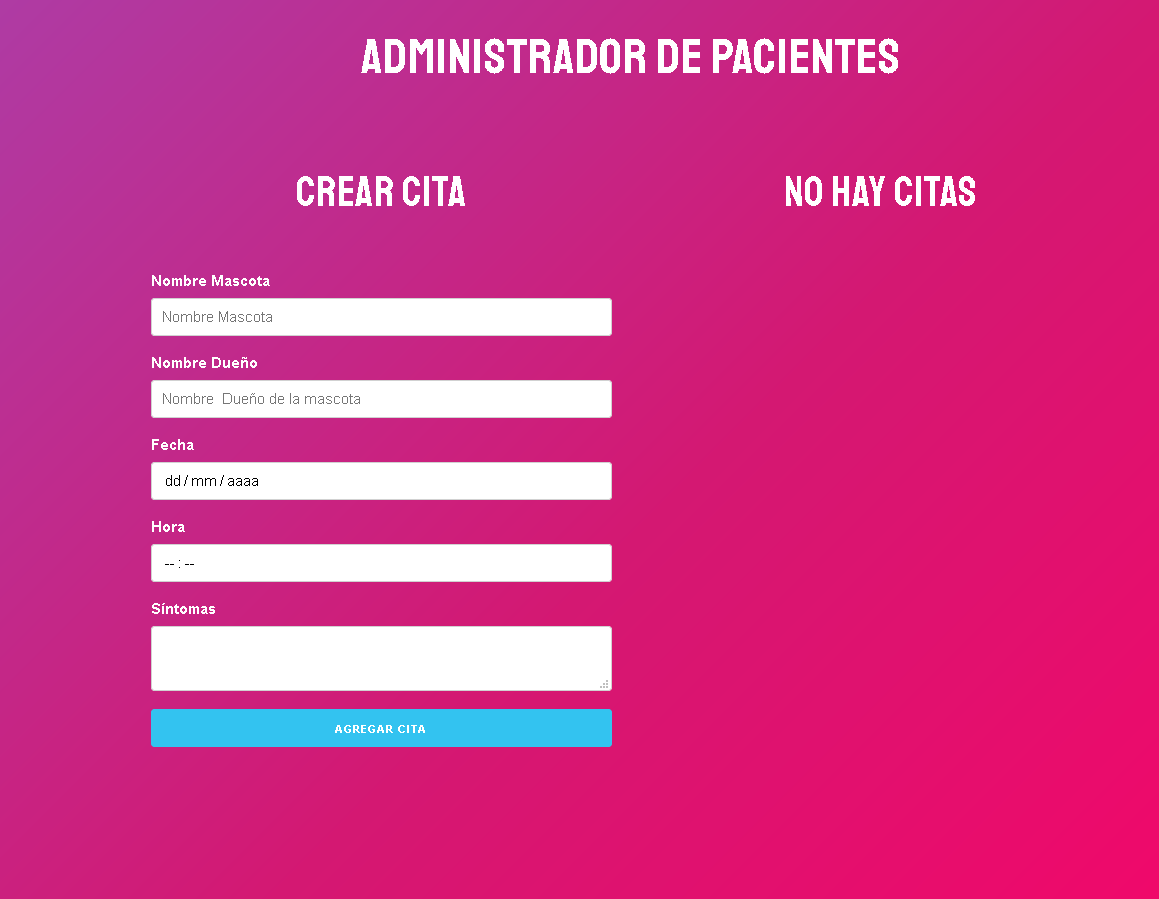 ADMINISTRADOR DE PACIENTES
CREAR CITA
NO HAY CITAS
Nombre Mascota
Nombre Mascota
Nombre Dueño
Nombre  Dueño de la mascota
Fecha
dd/mm/aaaa
Hora
--:--
Síntomas
AGREGAR CITA